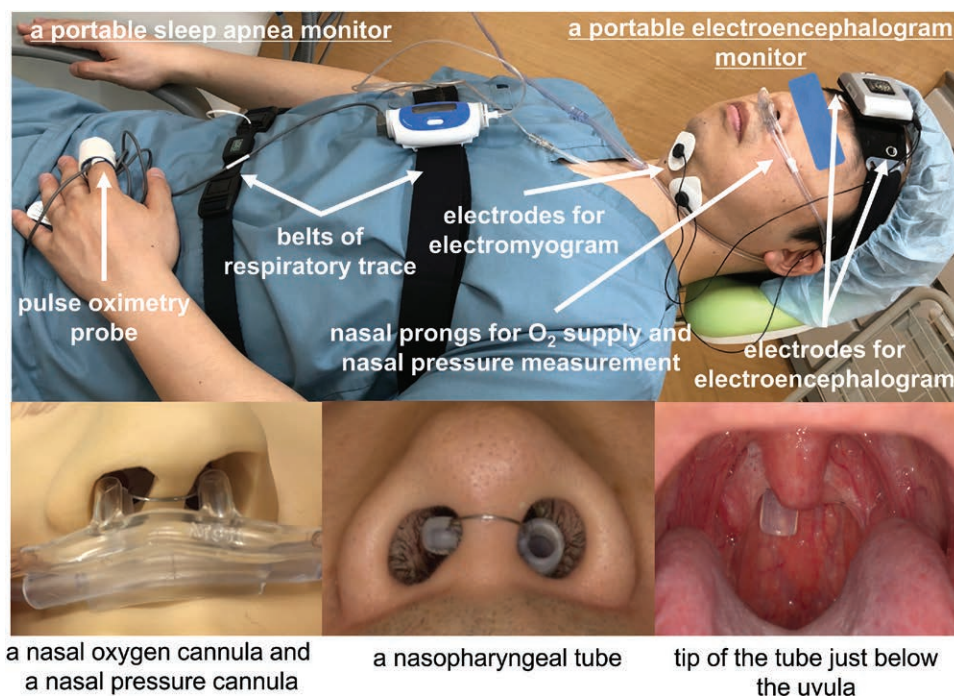 a portable sleep apnea monitor
a portable electroencephalogram
monitor
electrodes for
electromyogram
belts of
respiratory trace
pulse oximetry
probe
nasal prongs for O₂ supply and
nasal pressure measurement
electrodes for
electroencephalogram
a nasal oxygen cannula and
a nasal pressure cannula
a nasopharyngeal tube
tip of the tube just below
the uvula